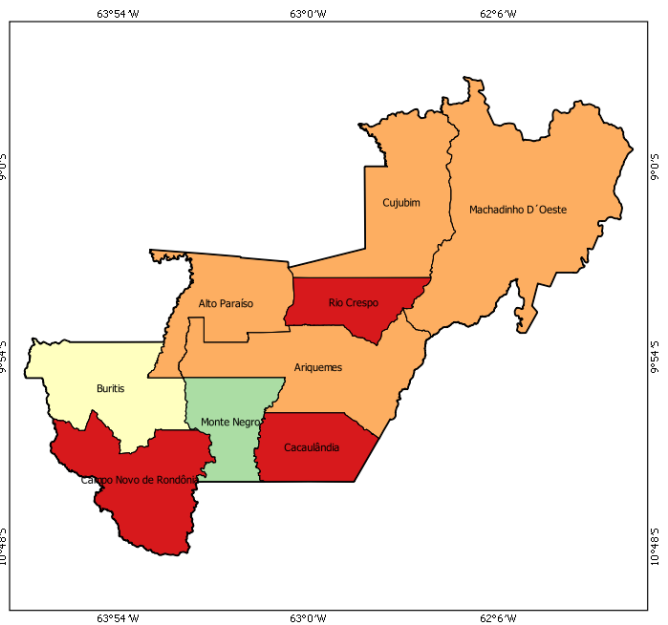 63°54´W 63°0´W 62°6´W
9°0´S 9°0´S
Cujubim
Machadinho D´Oeste
Alto Paraíso
Rio Crespo
9°54´S 9°54´S
Ariquemes
Buritis
Monte Negro
Cacaulândia
Campo Novo de Rondônia
10°48´S 10°48´S
63°54´W 63°0´W 62°6´W